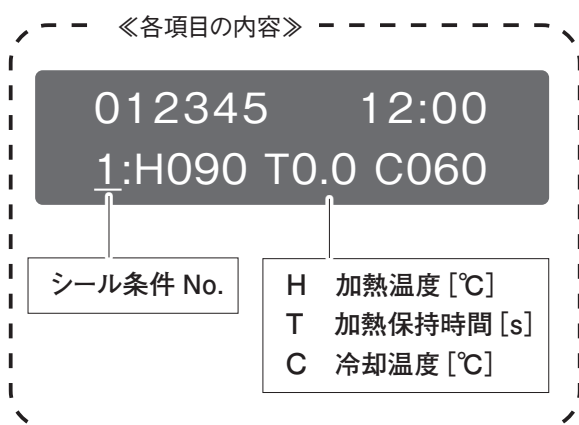 ≪各項目の内容≫
012345 12:00
1:H090 T0.0 C060
シール条件 No.
H 加熱温度［℃］
T 加熱保持時間［s］
C 冷却温度［℃］